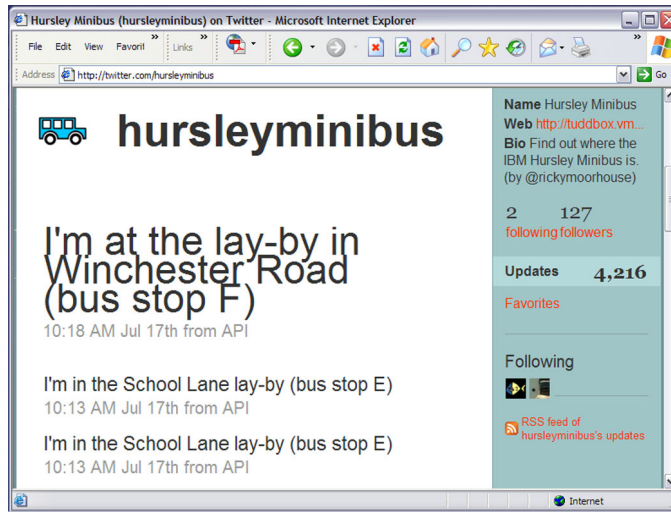 Hursley Minibus (hursleyminibus) on Twitter - Microsoft Internet Explorer
File Edit View Favorit » Links » »
Address http://twitter.com/hursleyminibus Go
hursleyminibus
I'm at the lay-by in
Winchester Road
(bus stop F)
10:18 AM Jul 17th from API
I'm in the School Lane lay-by (bus stop E)
10:13 AM Jul 17th from API
I'm in the School Lane lay-by (bus stop E)
10:13 AM Jul 17th from API
Name Hursley Minibus
Web http://tuddbox.vm...
Bio Find out where the
IBM Hursley Minibus is.
(by @rickymoorhouse)
2 127
following followers
Updates 4,216
Favorites
Following
RSS feed of
hursleyminibus's updates
Internet